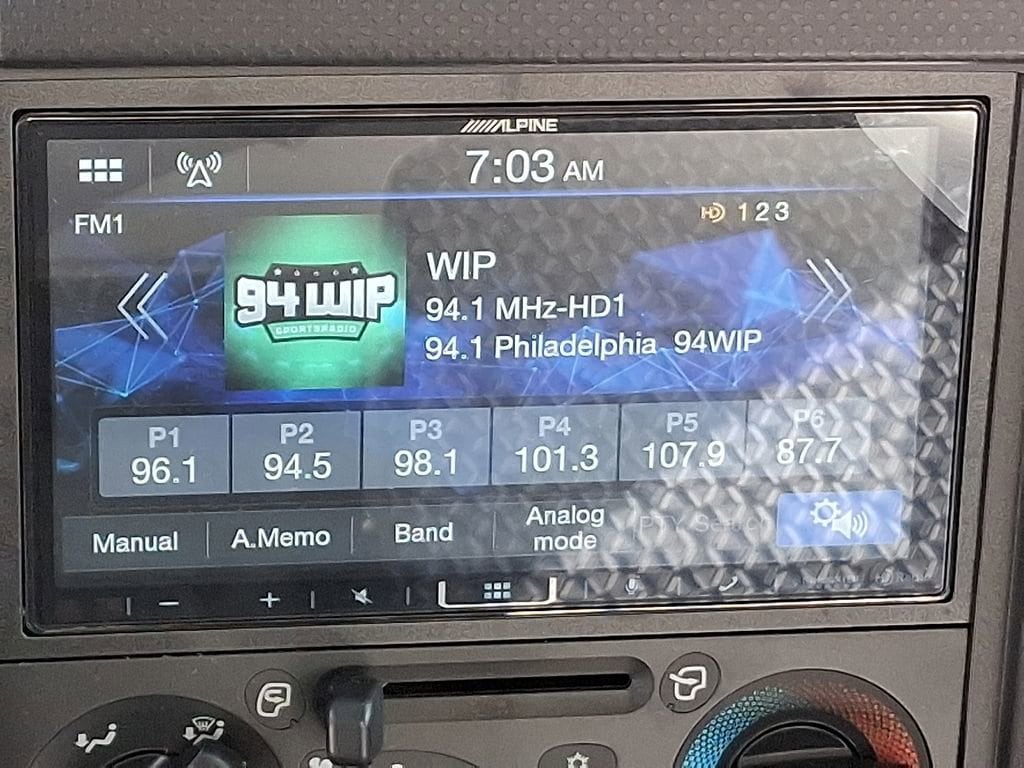 ALPINE
7:03 AM
FM1
HD 1 2 3
94WIP
SPORTSRADIO
WIP
94.1 MHz-HD1
94.1 Philadelphia 94WIP
P1 P2 P3 P4 P5 P6
96.1 94.5 98.1 101.3 107.9 87.7
Manual A.Memo Band Analog mode PTY Search